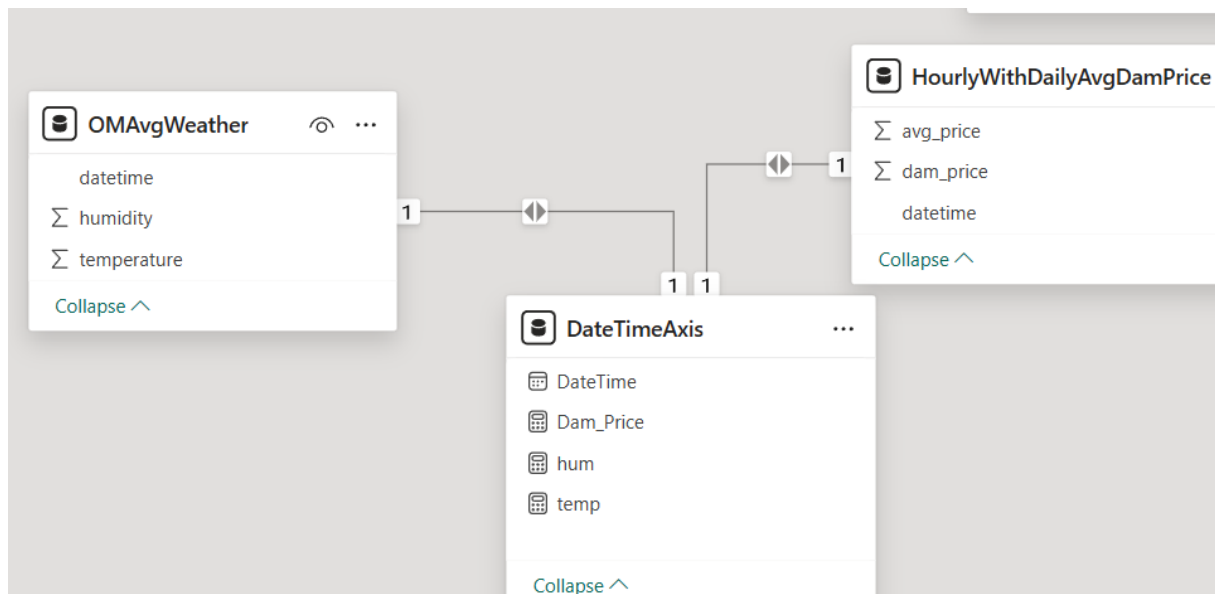 OMAvgWeather
datetime
humidity
temperature
Collapse
1
1
1
1
HourlyWithDailyAvgDamPrice
avg_price
dam_price
datetime
Collapse
DateTimeAxis
DateTime
Dam_Price
hum
temp
Collapse